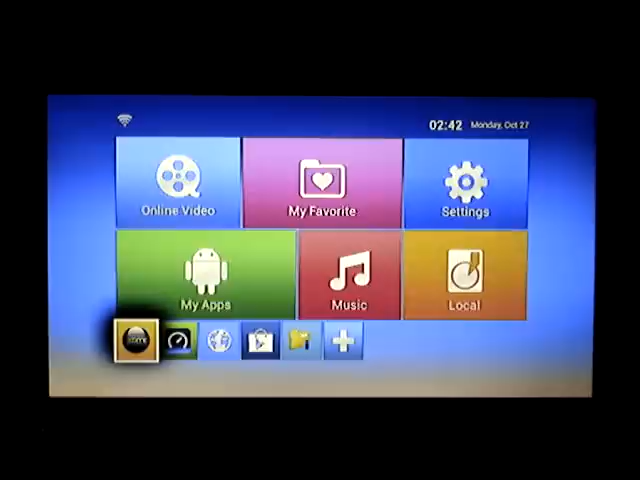 02:42 Monday, Oct 27
Online Video
My Favorite
Settings
My Apps
Music
Local